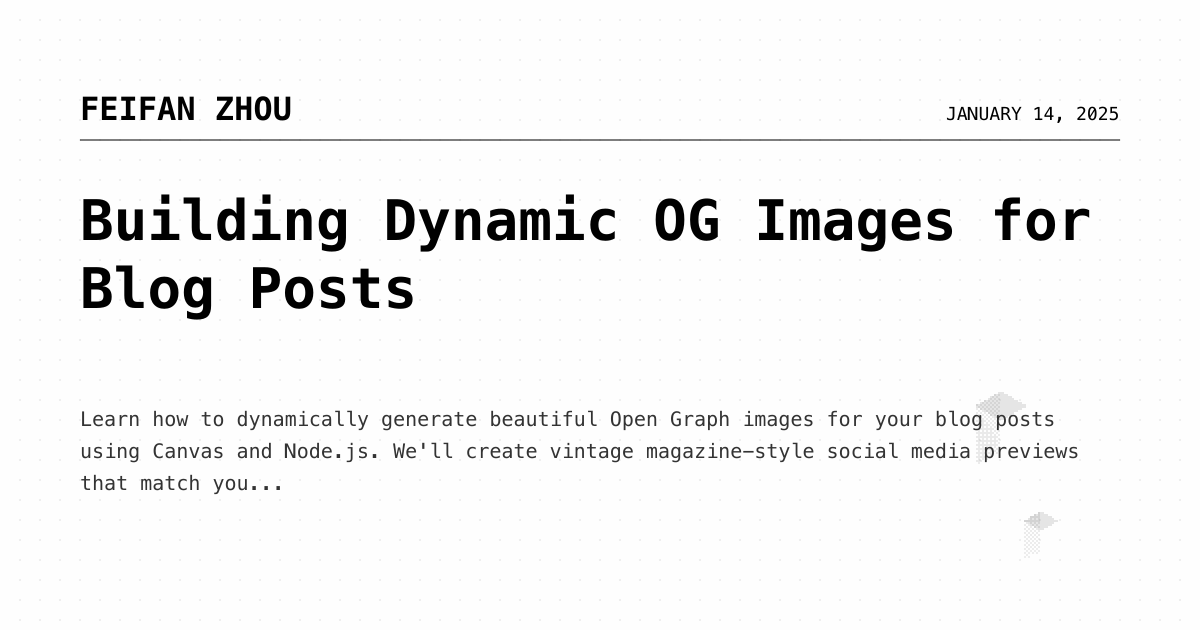 FEIFAN ZHOU
JANUARY 14, 2025
Building Dynamic OG Images for
Blog Posts
Learn how to dynamically generate beautiful Open Graph images for your blog posts
using Canvas and Node.js. We'll create vintage magazine-style social media previews
that match you...